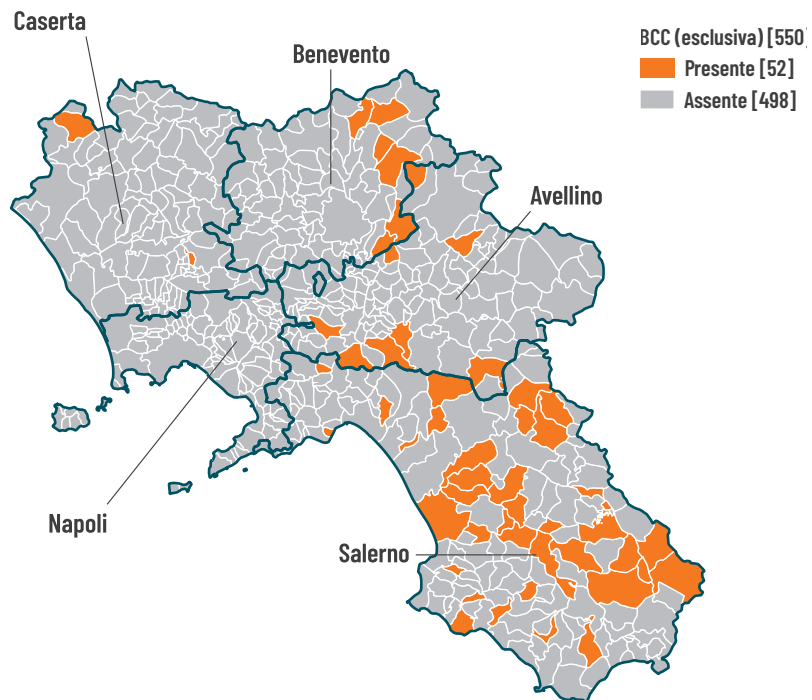 Caserta
Benevento
BCC (esclusiva) [550]
Presente [52]
Assente [498]
Avellino
Napoli
Salerno